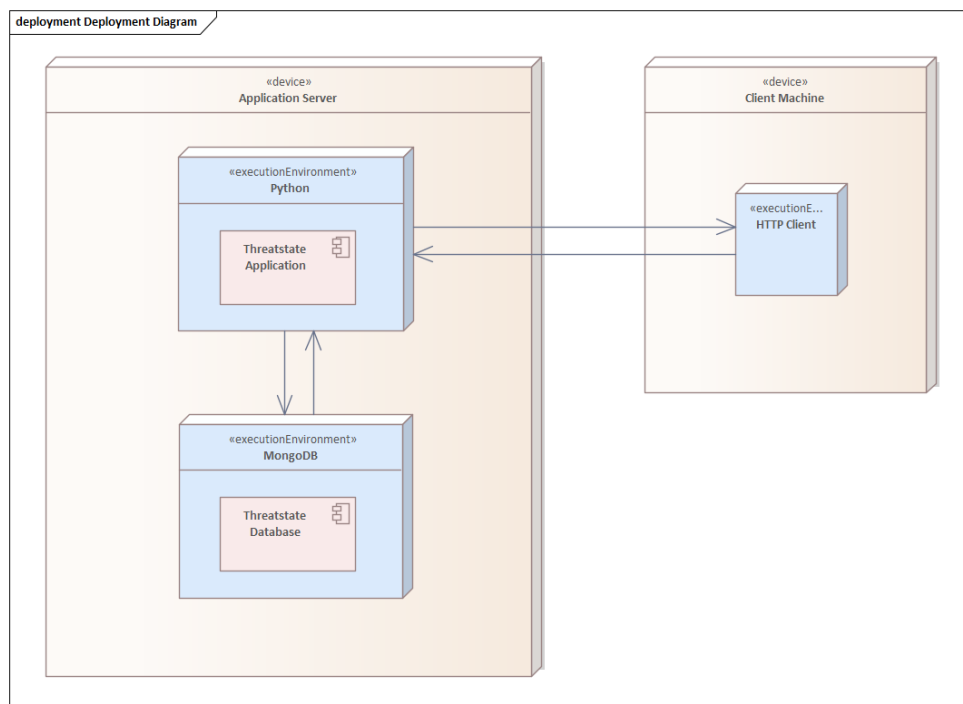 deployment Deployment Diagram
«device»
Application Server
«executionEnvironment»
Python
Threatstate
Application
«executionEnvironment»
MongoDB
Threatstate
Database
«device»
Client Machine
«executionE...
HTTP Client